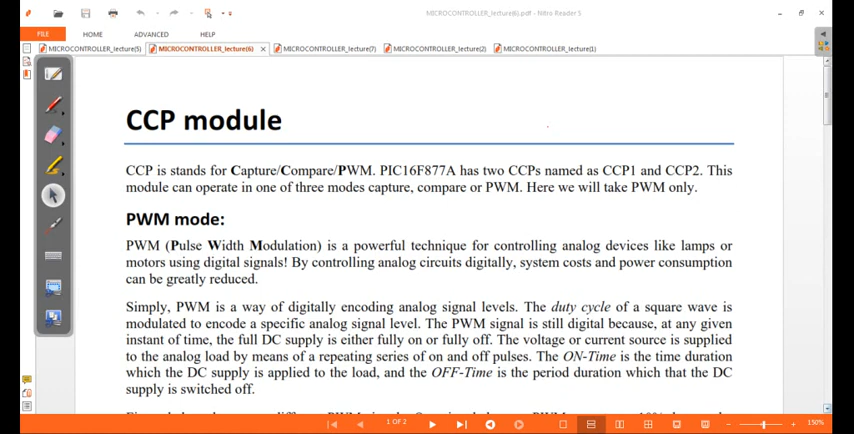 MICROCONTROLLER_lecture(6).pdf - Nitro Reader 5
FILE HOME ADVANCED HELP
MICROCONTROLLER_lecture(5) MICROCONTROLLER_lecture(6) MICROCONTROLLER_lecture(7) MICROCONTROLLER_lecture(2) MICROCONTROLLER_lecture(1)
CCP module
CCP is stands for Capture/Compare/PWM. PIC16F877A has two CCPs named as CCP1 and CCP2. This
module can operate in one of three modes capture, compare or PWM. Here we will take PWM only.
PWM mode:
PWM (Pulse Width Modulation) is a powerful technique for controlling analog devices like lamps or
motors using digital signals! By controlling analog circuits digitally, system costs and power consumption
can be greatly reduced.
Simply, PWM is a way of digitally encoding analog signal levels. The duty cycle of a square wave is
modulated to encode a specific analog signal level. The PWM signal is still digital because, at any given
instant of time, the full DC supply is either fully on or fully off. The voltage or current source is supplied
to the analog load by means of a repeating series of on and off pulses. The ON-Time is the time duration
which the DC supply is applied to the load, and the OFF-Time is the period duration which that the DC
supply is switched off.
1 OF 2
150%